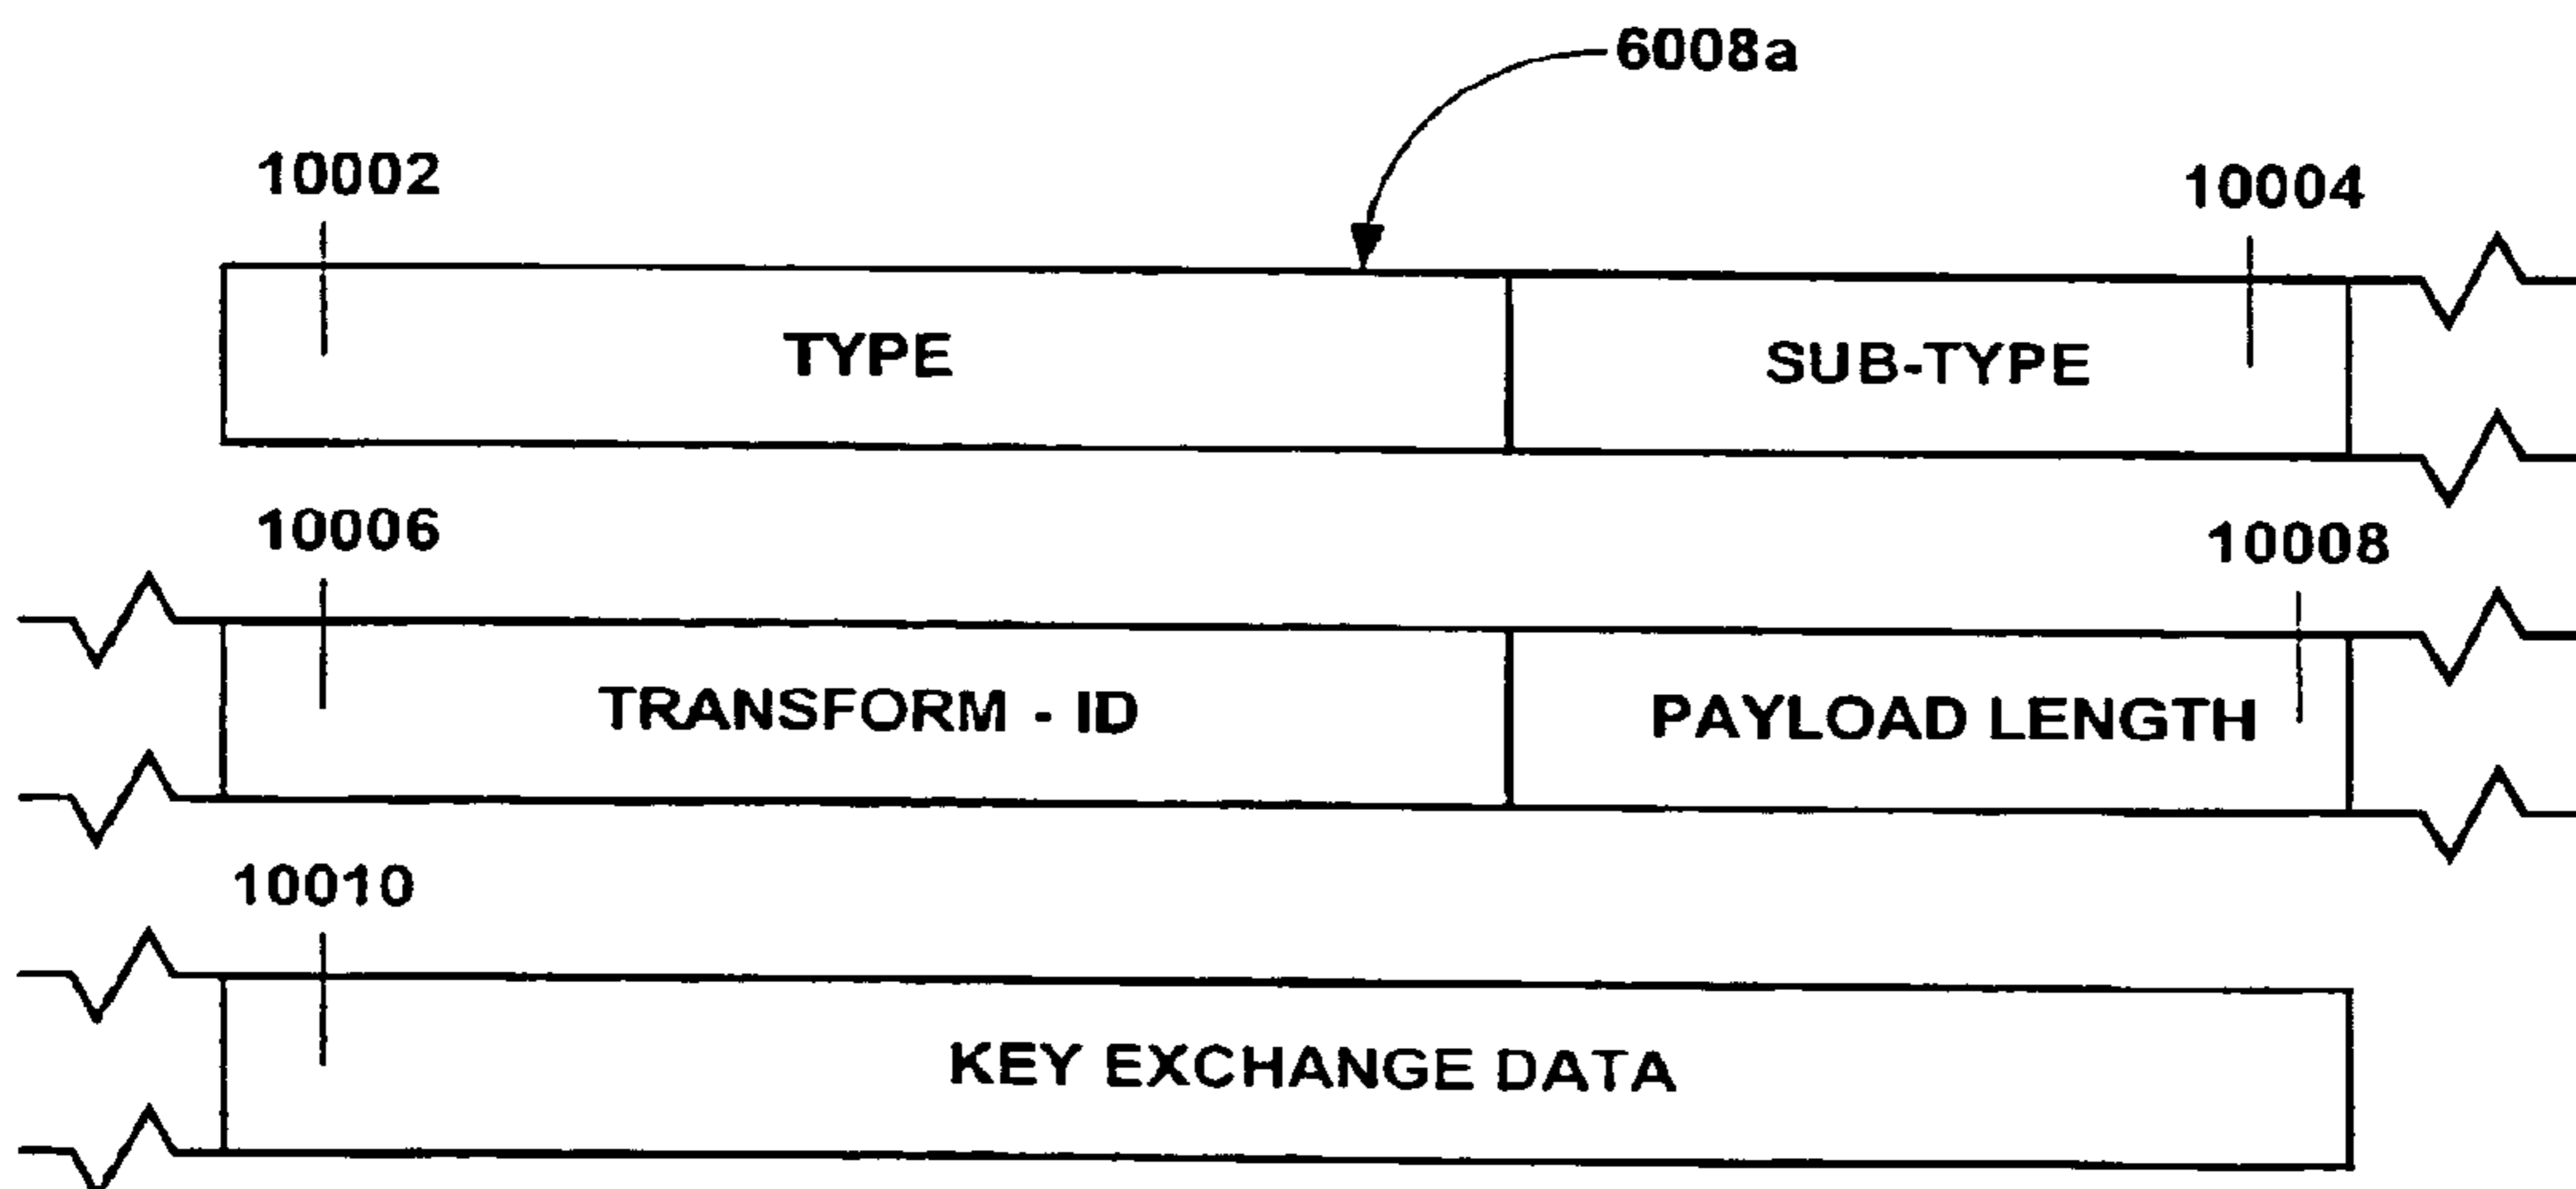 6008a
10002
10004
TYPE
SUB-TYPE
10006
10008
TRANSFORM - ID
PAYLOAD LENGTH
10010
KEY EXCHANGE DATA